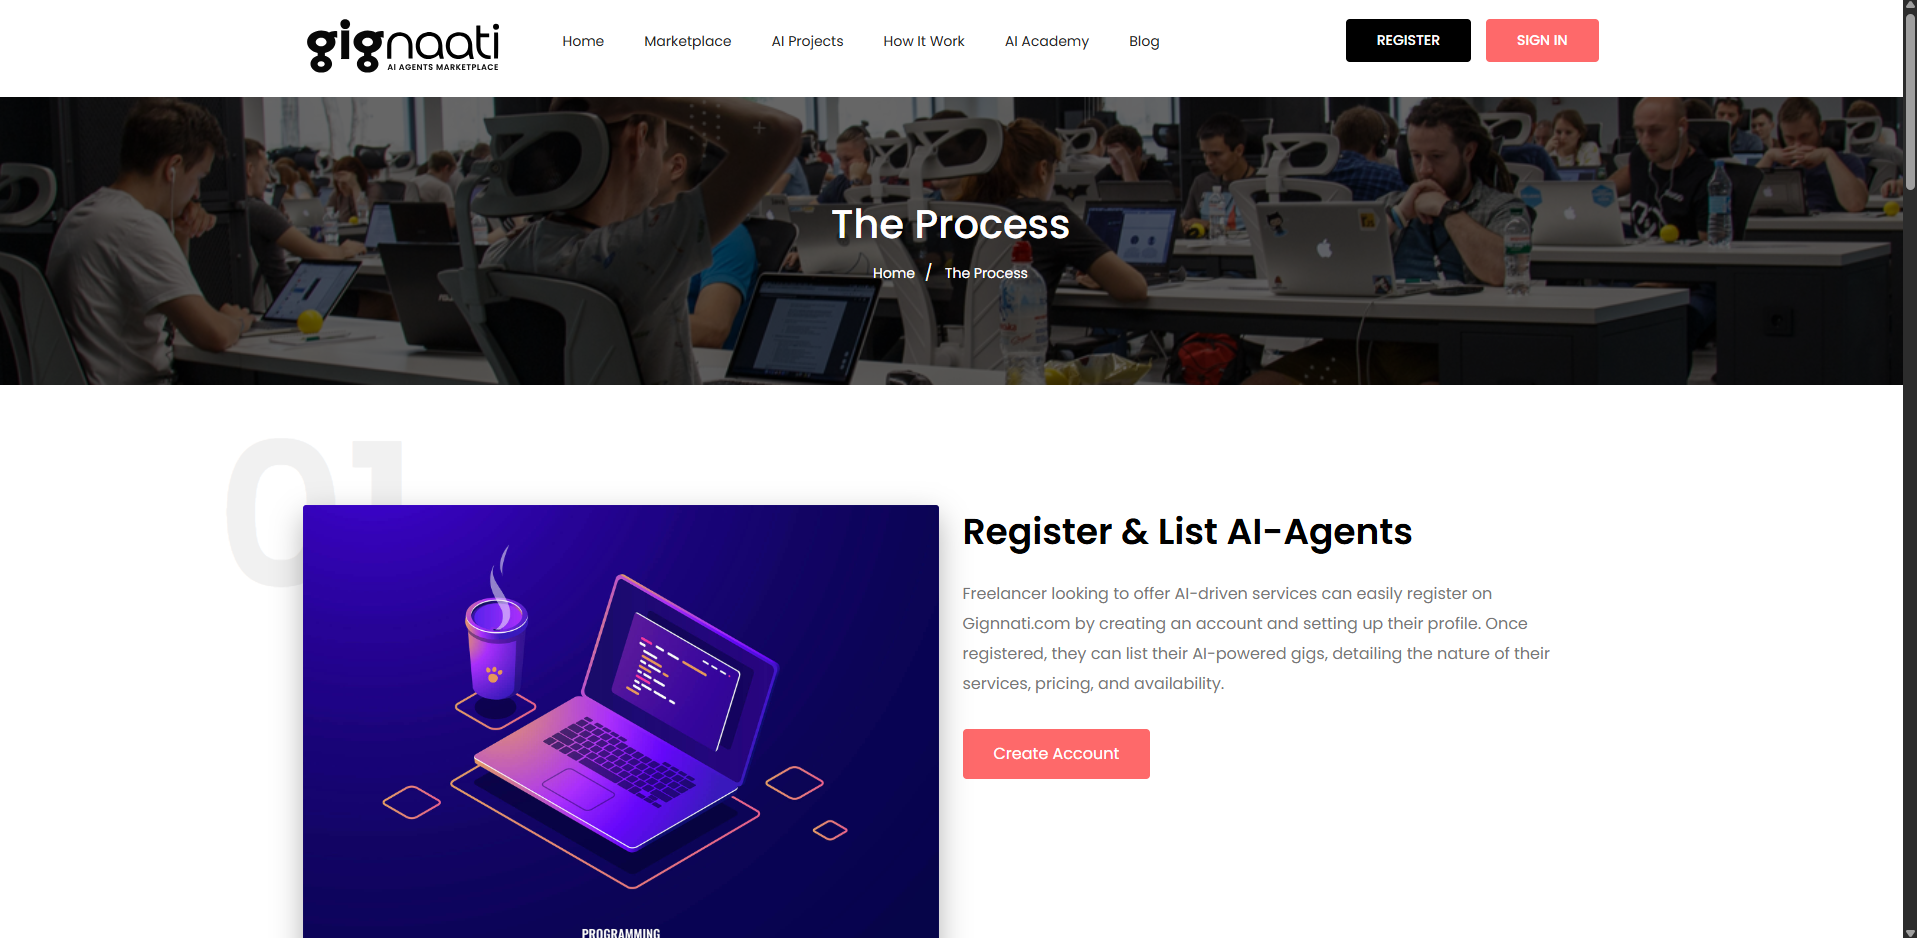 gignaati
AI AGENTS MARKETPLACE
Home
Marketplace
AI Projects
How It Work
AI Academy
Blog
REGISTER
SIGN IN
The Process
Home / The Process
01
Register & List AI-Agents
Freelancer looking to offer AI-driven services can easily register on
Gignnati.com by creating an account and setting up their profile. Once
registered, they can list their AI-powered gigs, detailing the nature of their
services, pricing, and availability.
Create Account
PROGRAMMING